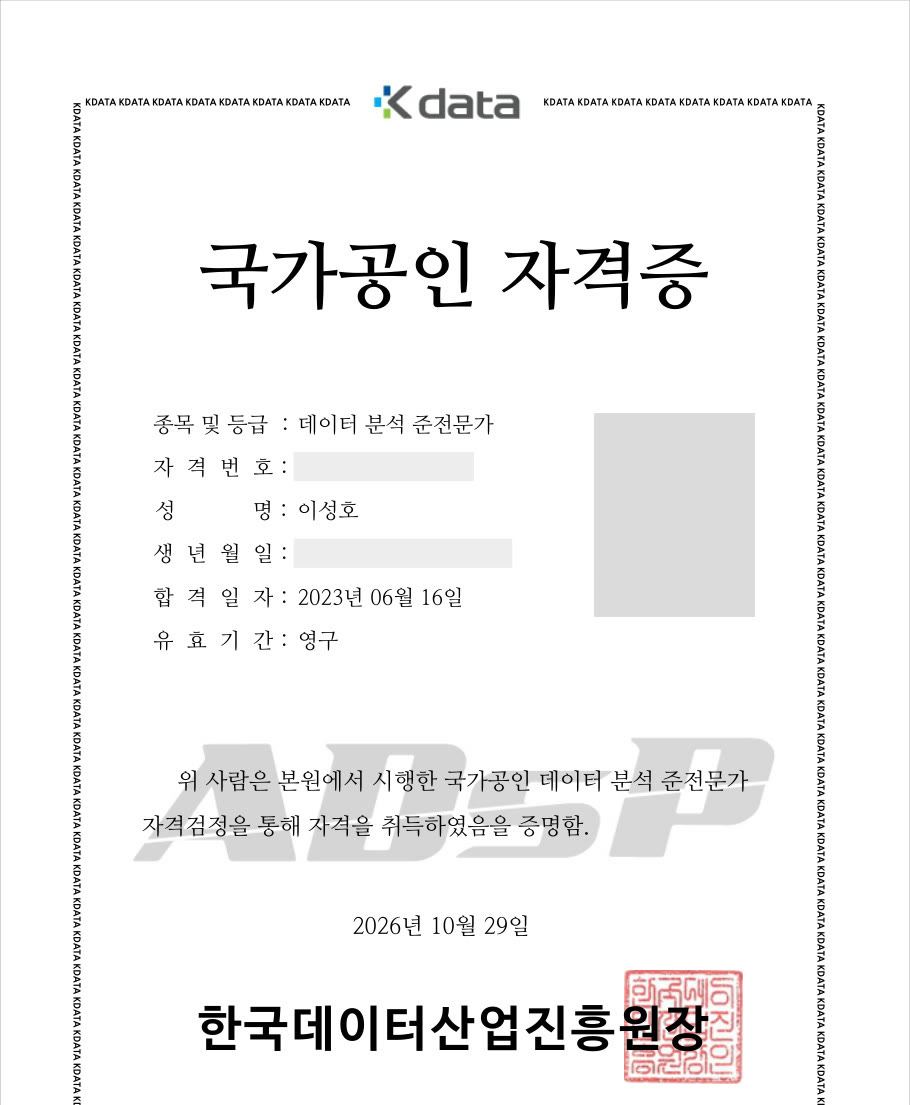 KDATA KDATA KDATA KDATA KDATA KDATA KDATA KDATA
K data
KDATA KDATA KDATA KDATA KDATA KDATA KDATA KDATA
국가공인 자격증
종목 및 등급 : 데이터 분석 준전문가
자 격 번 호 :
성 명 : 이성호
생 년 월 일 :
합 격 일 자 : 2023년 06월 16일
유 효 기 간 : 영구
ADSP
위 사람은 본원에서 시행한 국가공인 데이터 분석 준전문가
자격검정을 통해 자격을 취득하였음을 증명함.
2026년 10월 29일
한국데이터산업진흥원장